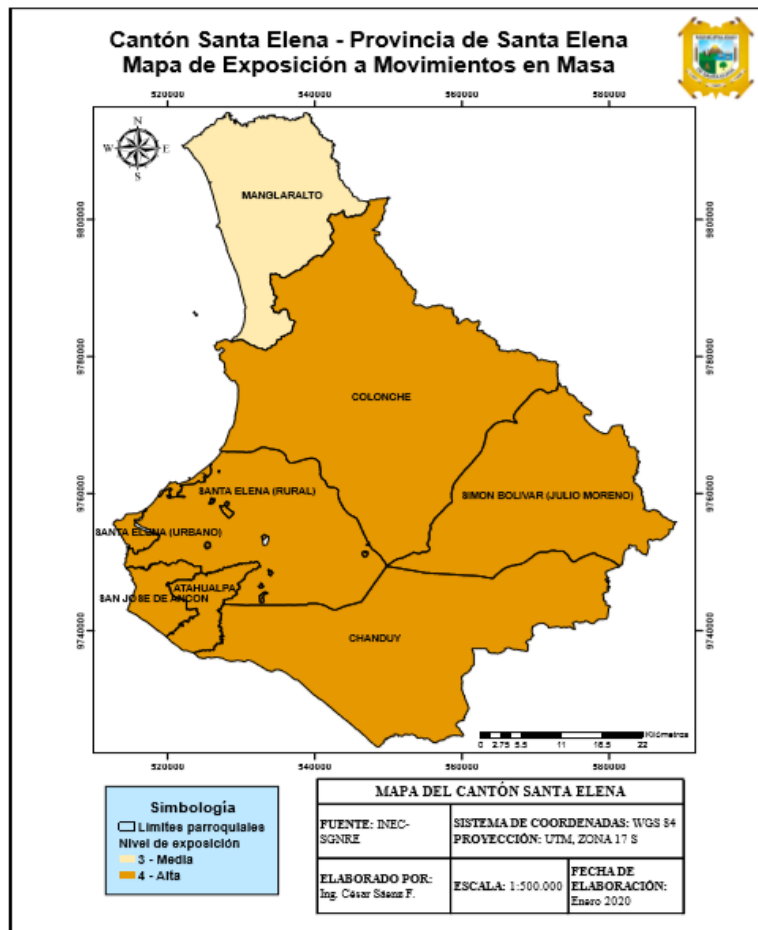 Cantón Santa Elena - Provincia de Santa Elena
Mapa de Exposición a Movimientos en Masa
520000 540000 560000 580000
N
W E
S
MANGLARALTO
9800000 9800000
9780000 9780000
COLONCHE
SANTA ELENA (RURAL)
SIMON BOLIVAR (JULIO MORENO)
9760000 9760000
SANTA ELENA (URBANO)
ATAHUALPA
SAN JOSE DE ANCON
CHANDUY
9740000 9740000
Kilómetros
0 2.75 5.5 11 16.5 22
520000 540000 560000 580000
Simbología
Limites parroquiales
Nivel de exposición
3 - Media
4 - Alta
MAPA DEL CANTÓN SANTA ELENA
FUENTE: INEC-
SGNRE
SISTEMA DE COORDENADAS: WGS 84
PROYECCIÓN: UTM, ZONA 17 S
ELABORADO POR:
Ing. César Sáenz F.
ESCALA: 1:500.000
FECHA DE
ELABORACIÓN:
Enero 2020